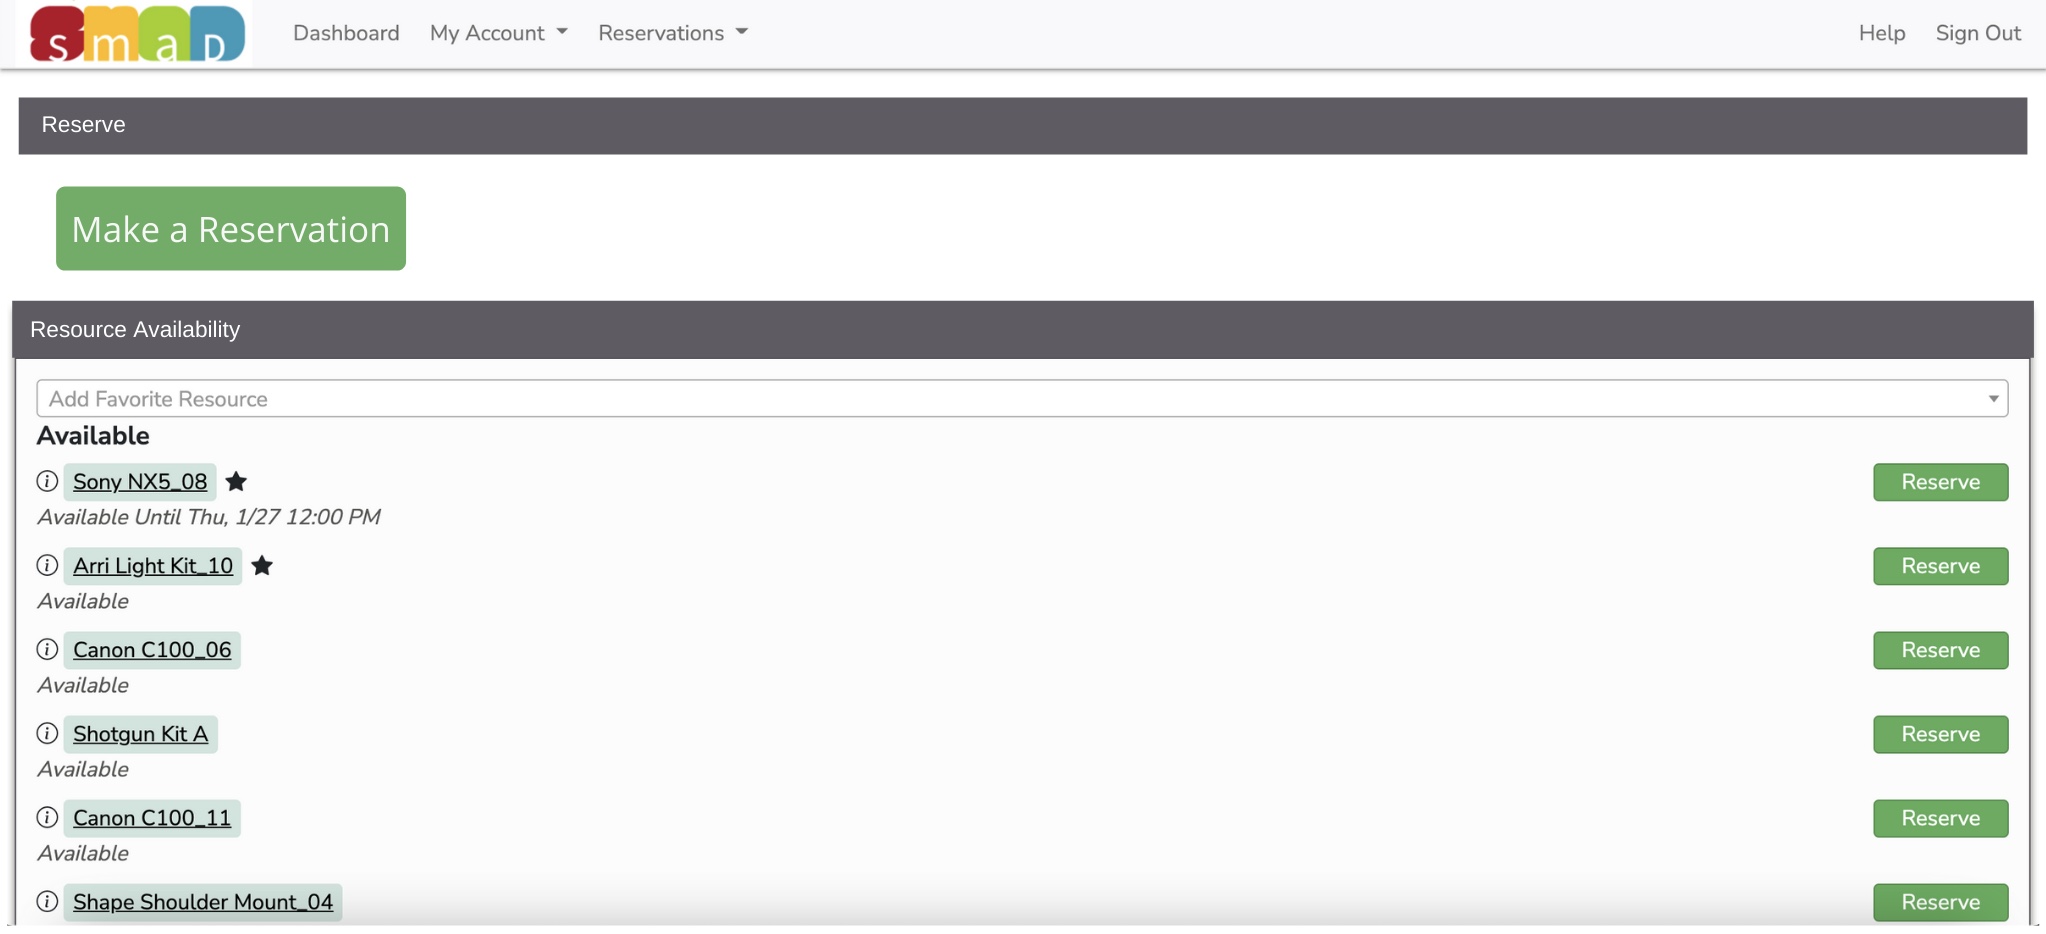 smaD Dashboard My Account Reservations Help Sign Out
Reserve
Make a Reservation
Resource Availability
Add Favorite Resource
Available
Sony NX5_08 Reserve
Available Until Thu, 1/27 12:00 PM
Arri Light Kit_10 Reserve
Available
Canon C100_06 Reserve
Available
Shotgun Kit A Reserve
Available
Canon C100_11 Reserve
Available
Shape Shoulder Mount_04 Reserve